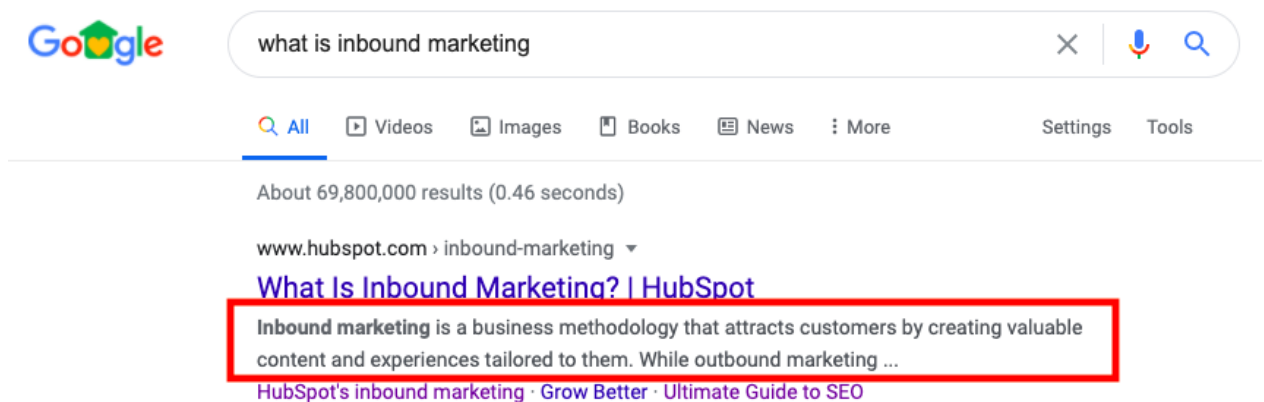 Google
what is inbound marketing
All Videos Images Books News More Settings Tools
About 69,800,000 results (0.46 seconds)
www.hubspot.com › inbound-marketing
What Is Inbound Marketing? | HubSpot
Inbound marketing is a business methodology that attracts customers by creating valuable
content and experiences tailored to them. While outbound marketing ...
HubSpot's inbound marketing · Grow Better · Ultimate Guide to SEO